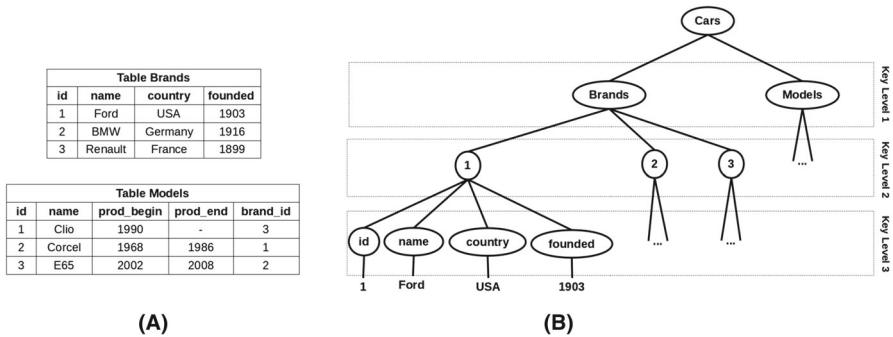 Table Brands
id name country founded
1 Ford USA 1903
2 BMW Germany 1916
3 Renault France 1899
Table Models
id name prod_begin prod_end brand_id
1 Clio 1990 - 3
2 Corcel 1968 1986 1
3 E65 2002 2008 2
(A)
Cars
Brands Models
...
Key Level 1
1 2 3
Key Level 2
id name country founded
... ...
Key Level 3
1 Ford USA 1903
(B)